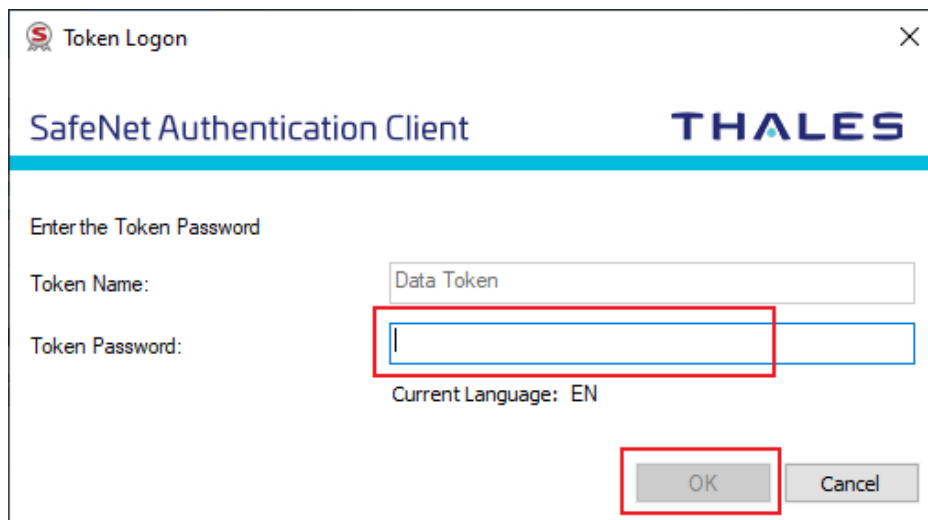 Token Logon
SafeNet Authentication Client THALES
Enter the Token Password
Token Name: Data Token
Token Password:
Current Language: EN
OK Cancel